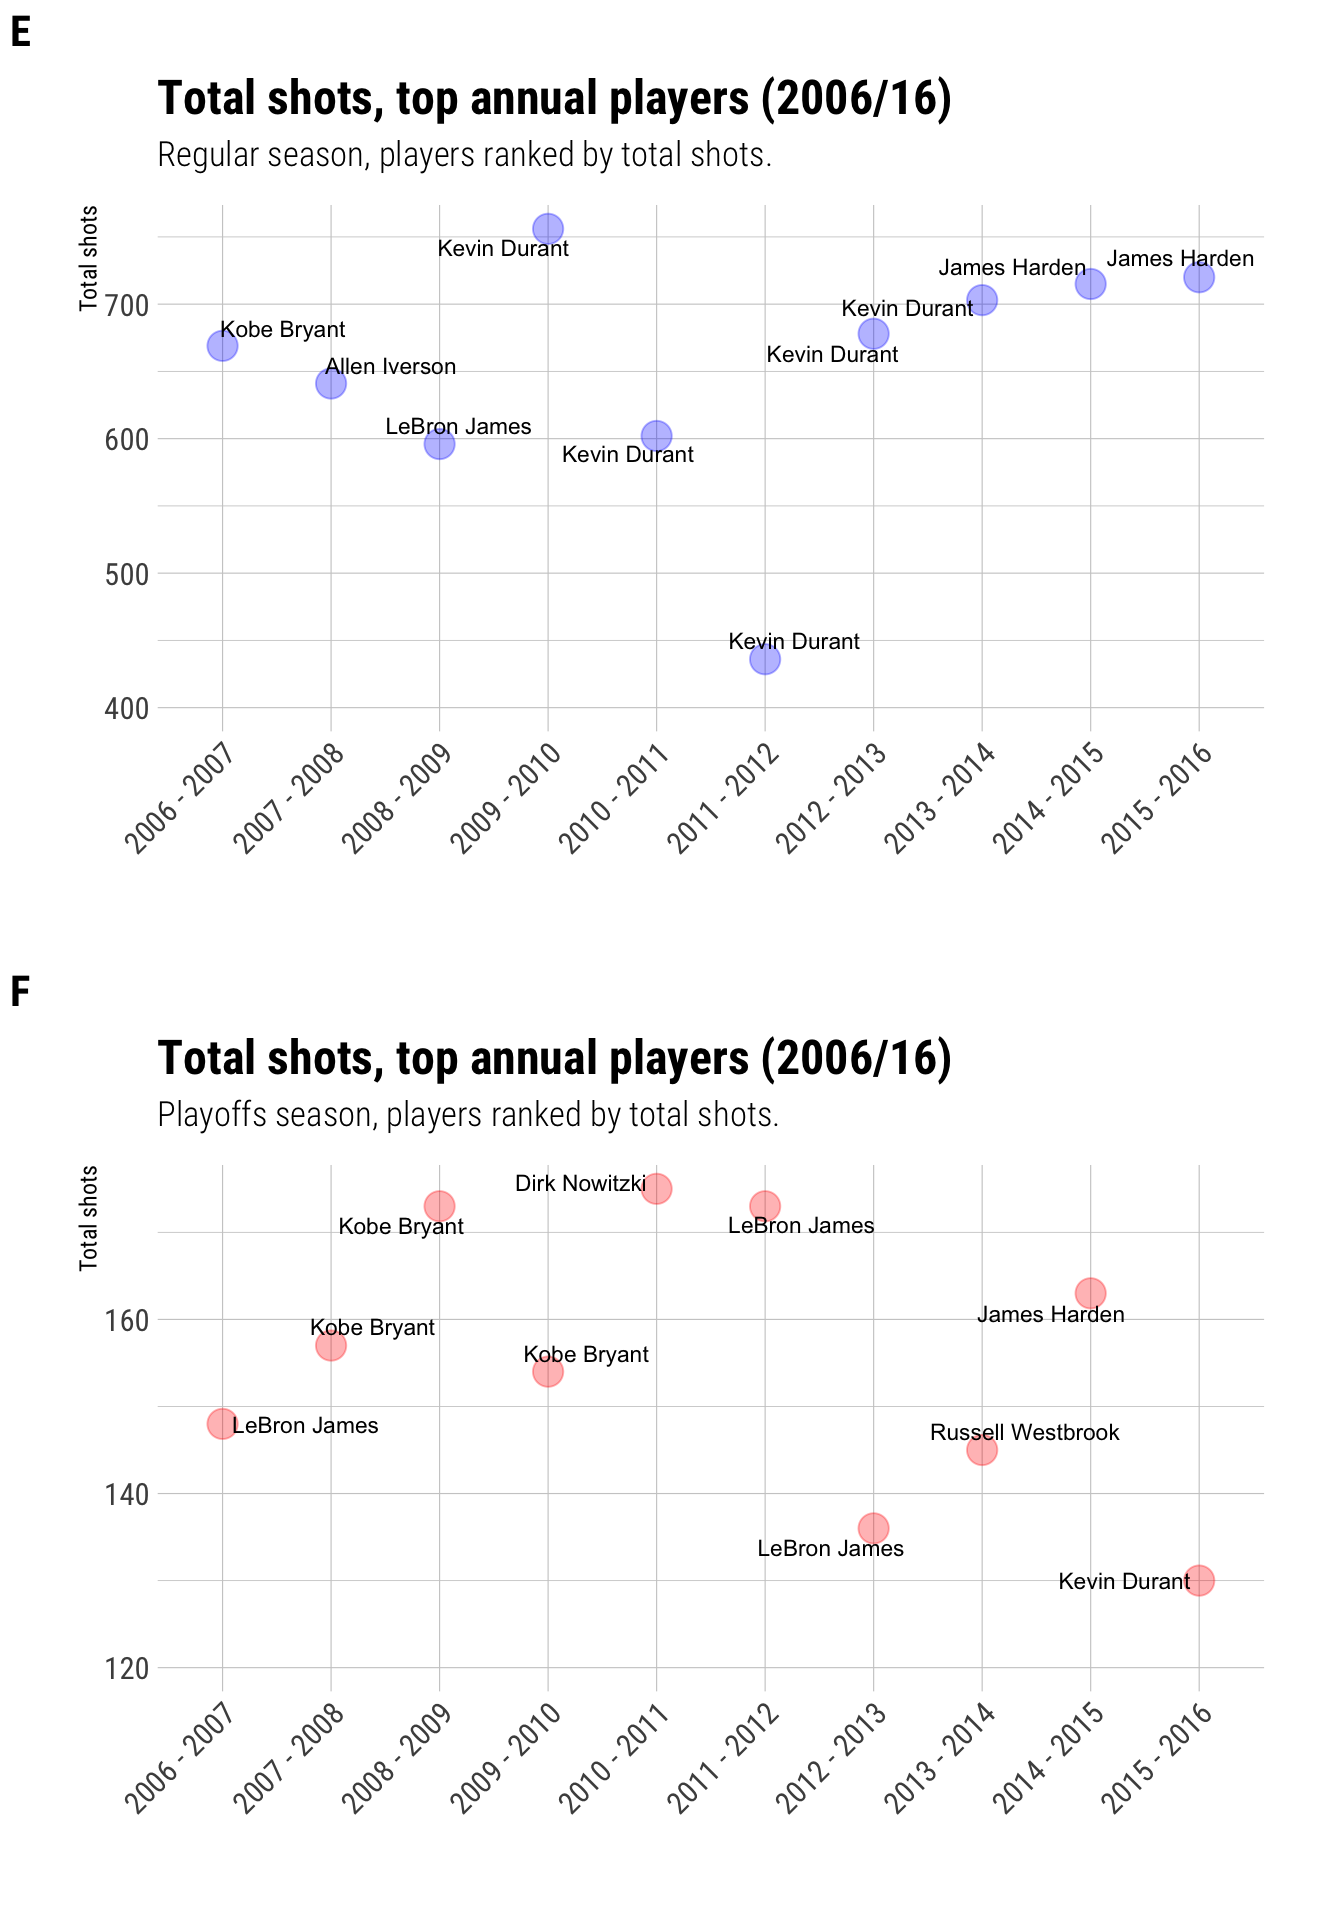 E
Total shots, top annual players (2006/16)
Regular season, players ranked by total shots.
Total shots
Kevin Durant
James Harden
James Harden
700
Kevin Durant
Kobe Bryant
Kevin Durant
Allen Iverson
LeBron James
600
Kevin Durant
500
Kevin Durant
400
2006 - 2007
2007 - 2008
2008 - 2009
2009 - 2010
2010 - 2011
2011 - 2012
2012 - 2013
2013 - 2014
2014 - 2015
2015 - 2016
F
Total shots, top annual players (2006/16)
Playoffs season, players ranked by total shots.
Total shots
Dirk Nowitzki
Kobe Bryant
LeBron James
James Harden
160
Kobe Bryant
Kobe Bryant
LeBron James
Russell Westbrook
140
LeBron James
Kevin Durant
120
2006 - 2007
2007 - 2008
2008 - 2009
2009 - 2010
2010 - 2011
2011 - 2012
2012 - 2013
2013 - 2014
2014 - 2015
2015 - 2016